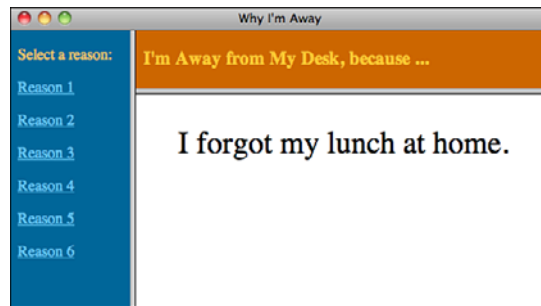 Why I'm Away
Select a reason:
Reason 1
Reason 2
Reason 3
Reason 4
Reason 5
Reason 6
I'm Away from My Desk, because ...
I forgot my lunch at home.